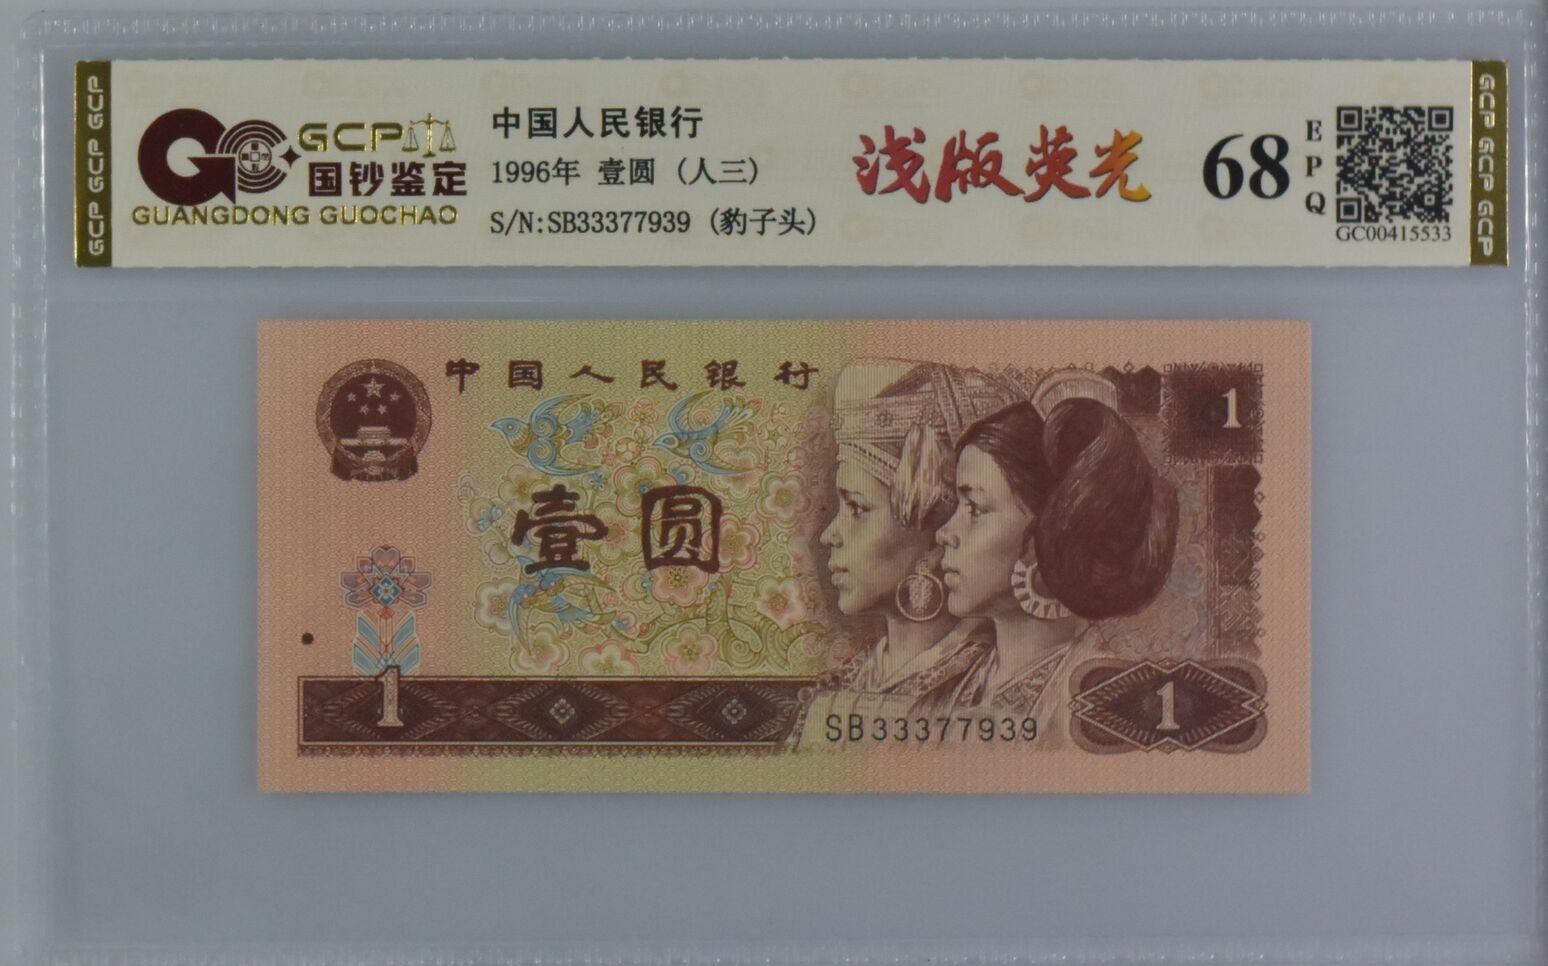 GCP GCP GCP
GCP
国钞鉴定
GUANGDONG GUOCHAO
中国人民银行
1996年 壹圆 (人三)
S/N:SB33377939 (豹子头)
浅版荧光
68
EPQ
GC00415533
GCP GCP GCP
中国人民银行
1
壹圆
1
SB33377939
1